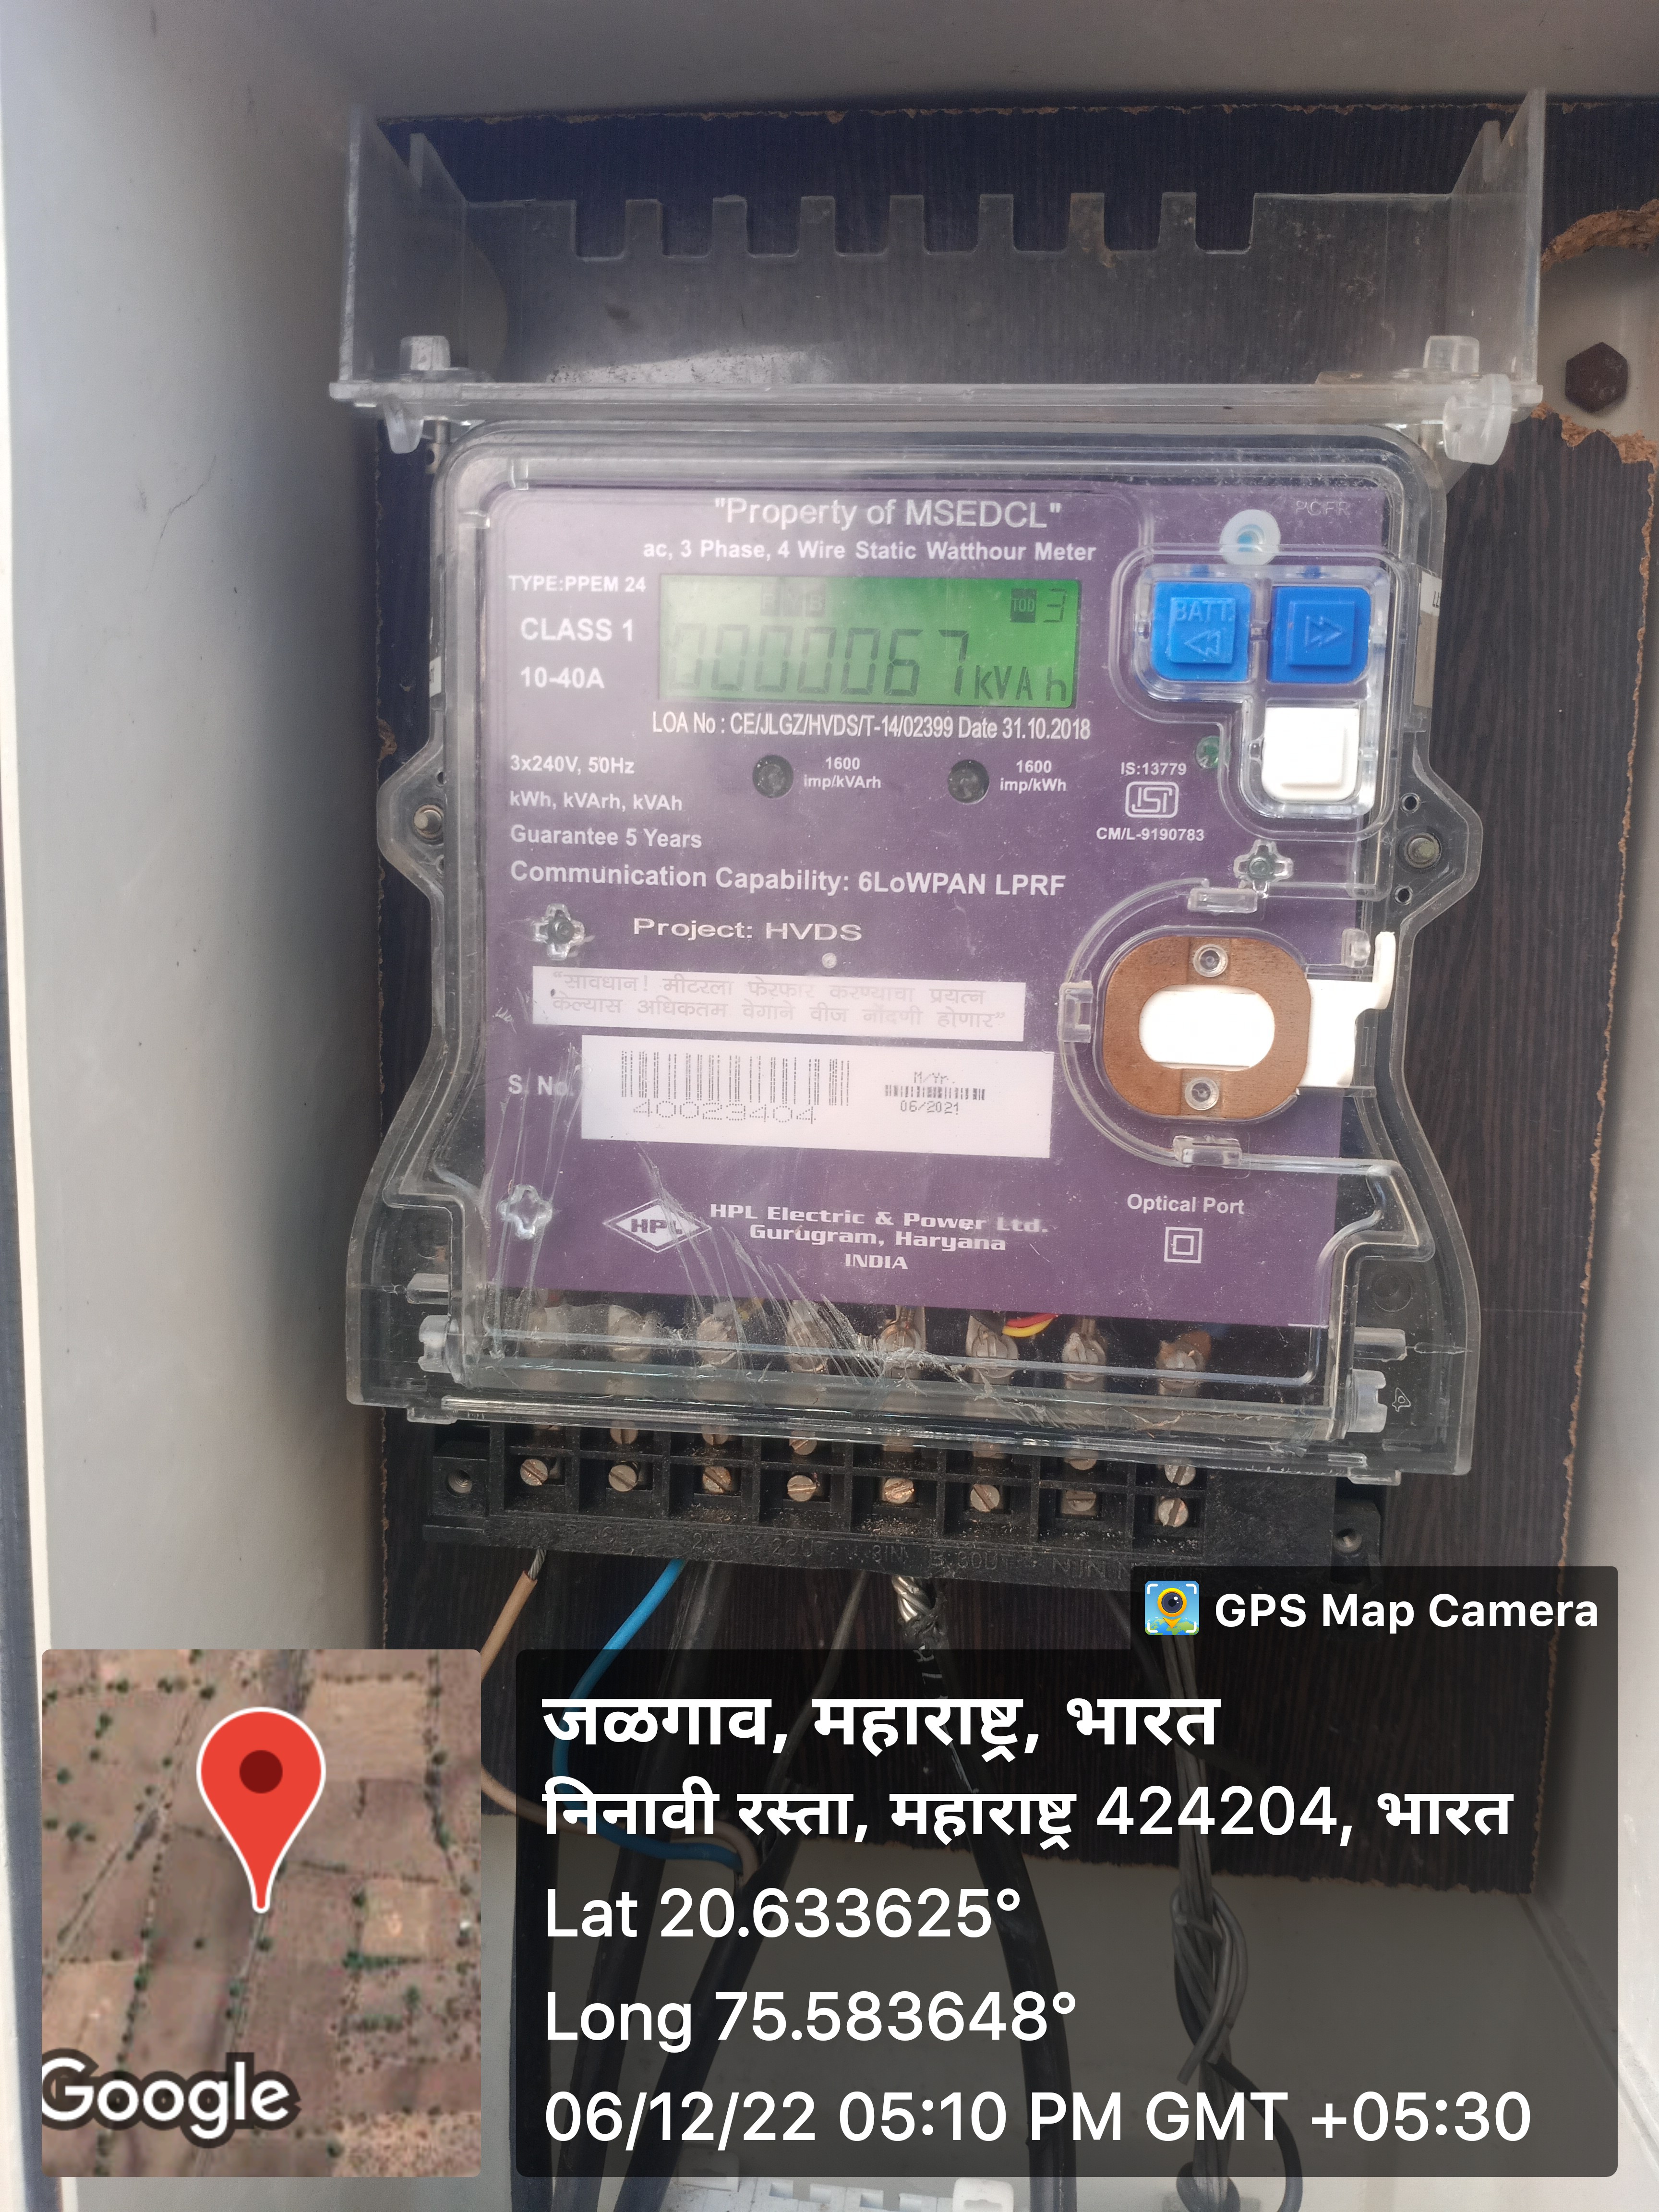 "Property of MSEDCL"
ac, 3 Phase, 4 Wire Static Watthour Meter
TYPE:PPEM 24
CLASS 1
10-40A
R Y B
TOD 3
000067 kVAh
BATT.
LOA No : CE/JLGZ/HVDS/T-14/02399 Date 31.10.2018
3x240V, 50Hz
1600
imp/kVArh
1600
imp/kWh
IS:13779
ISI
CM/L-9190783
kWh, kVArh, kVAh
Guarantee 5 Years
Communication Capability: 6LoWPAN LPRF
Project: HVDS
“सावधान! मीटरला फेरफार करण्याचा प्रयत्न
केल्यास अधिकतम वेगाने वीज नोंदणी होणार”
S. No.
40023404
M/Yr.
06/2021
HPL
HPL Electric & Power Ltd.
Gurugram, Haryana
INDIA
Optical Port
GPS Map Camera
जळगाव, महाराष्ट्र, भारत
निनावी रस्ता, महाराष्ट्र 424204, भारत
Lat 20.633625°
Long 75.583648°
06/12/22 05:10 PM GMT +05:30
Google